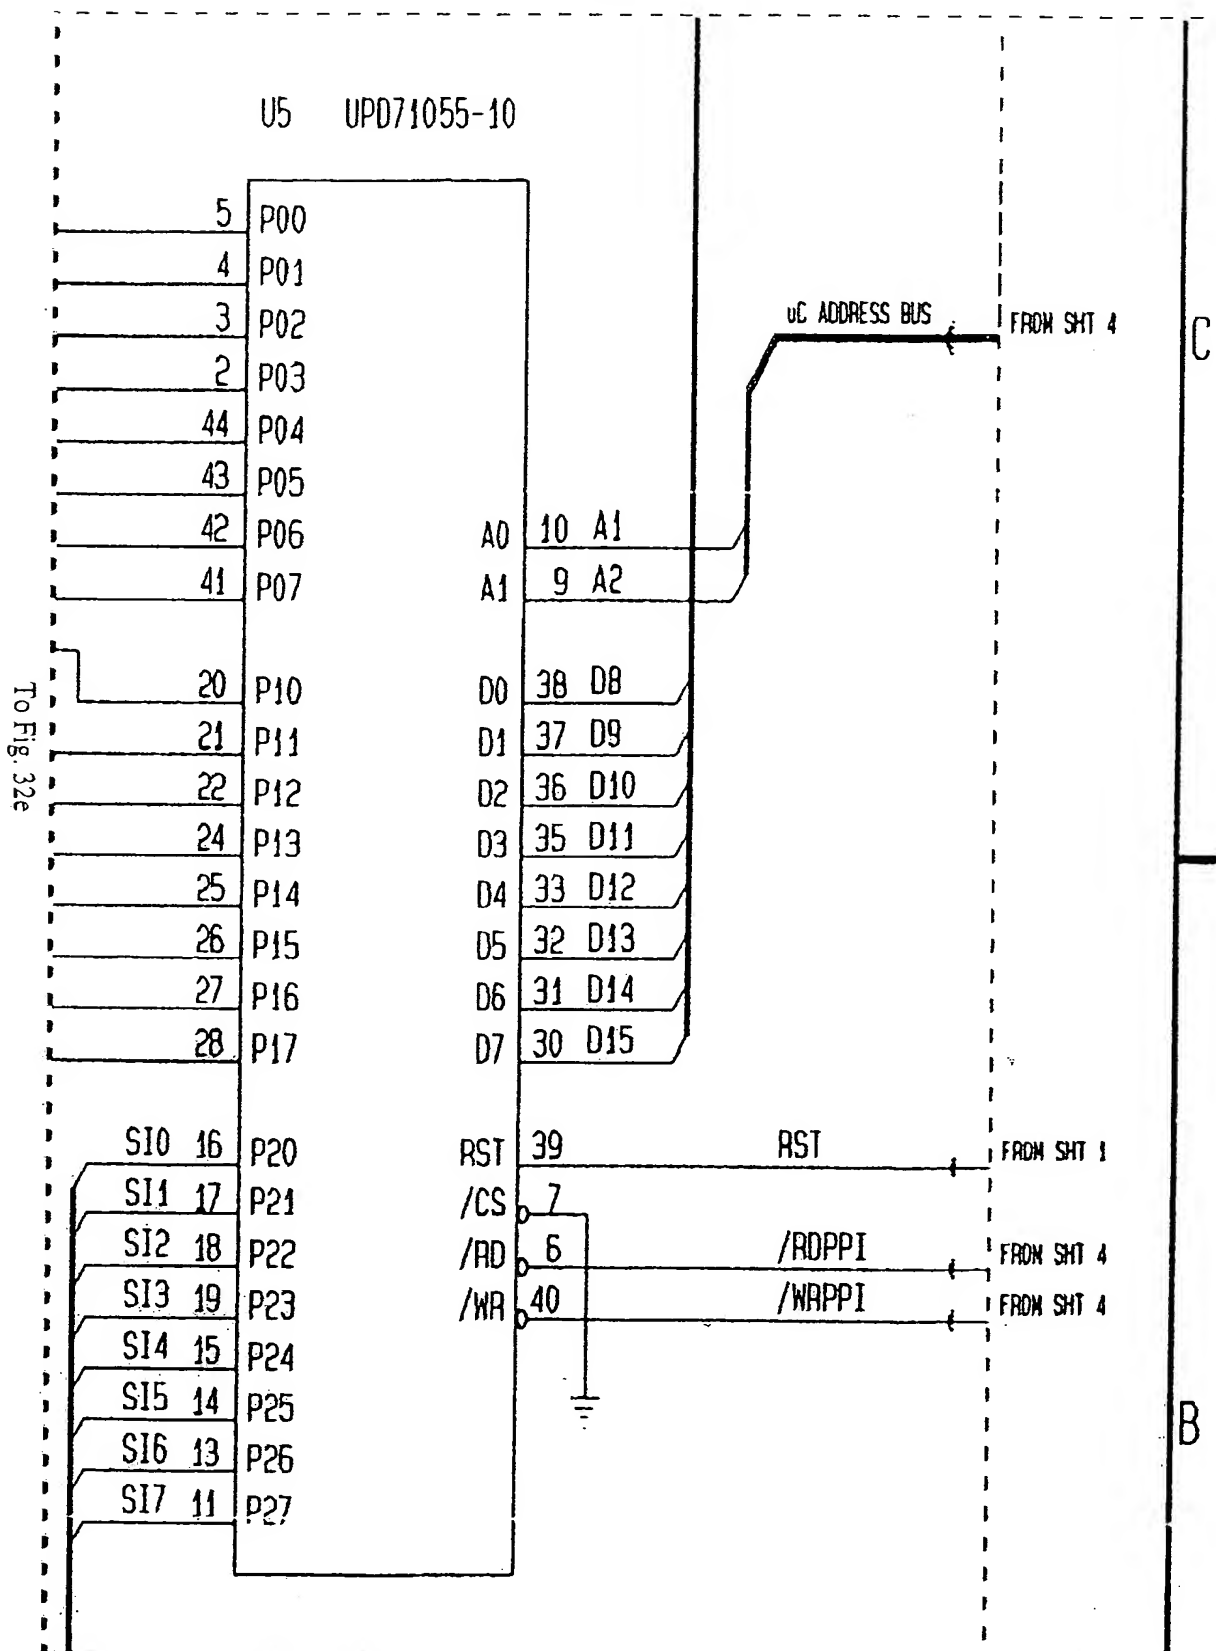 U5 UPD71055-10
5 P00
4 P01
3 P02
uC ADDRESS BUS FROM SHT 4
C
2 P03
44 P04
43 P05
42 P06 A0 10 A1
41 P07 A1 9 A2
20 P10 D0 38 D8
21 P11 D1 37 D9
To Fig. 32e
22 P12 D2 36 D10
24 P13 D3 35 D11
25 P14 D4 33 D12
26 P15 D5 32 D13
27 P16 D6 31 D14
28 P17 D7 30 D15
SI0 16 P20 RST 39 RST FROM SHT 1
SI1 17 P21 /CS 7
SI2 18 P22 /RD 6 /RDPPI FROM SHT 4
SI3 19 P23 /WR 40 /WRPPI FROM SHT 4
SI4 15 P24
SI5 14 P25
B
SI6 13 P26
SI7 11 P27